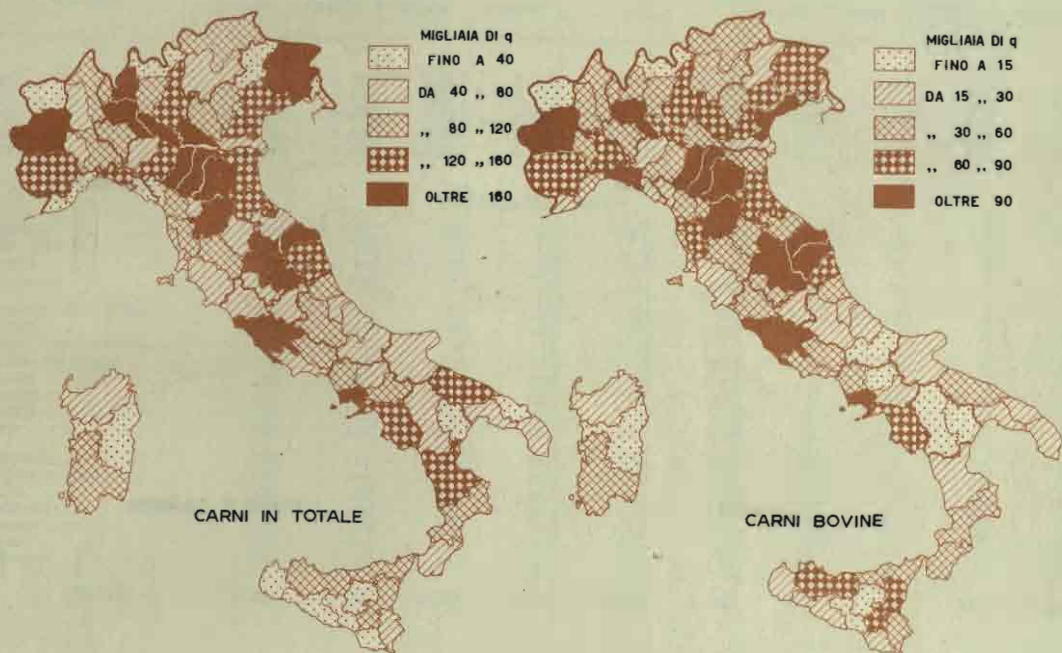 MIGLIAIA DI q
FINO A 40
DA 40 „ 80
„ 80 „ 120
„ 120 „ 160
OLTRE 160
CARNI IN TOTALE
MIGLIAIA DI q
FINO A 15
DA 15 „ 30
„ 30 „ 60
„ 60 „ 90
OLTRE 90
CARNI BOVINE